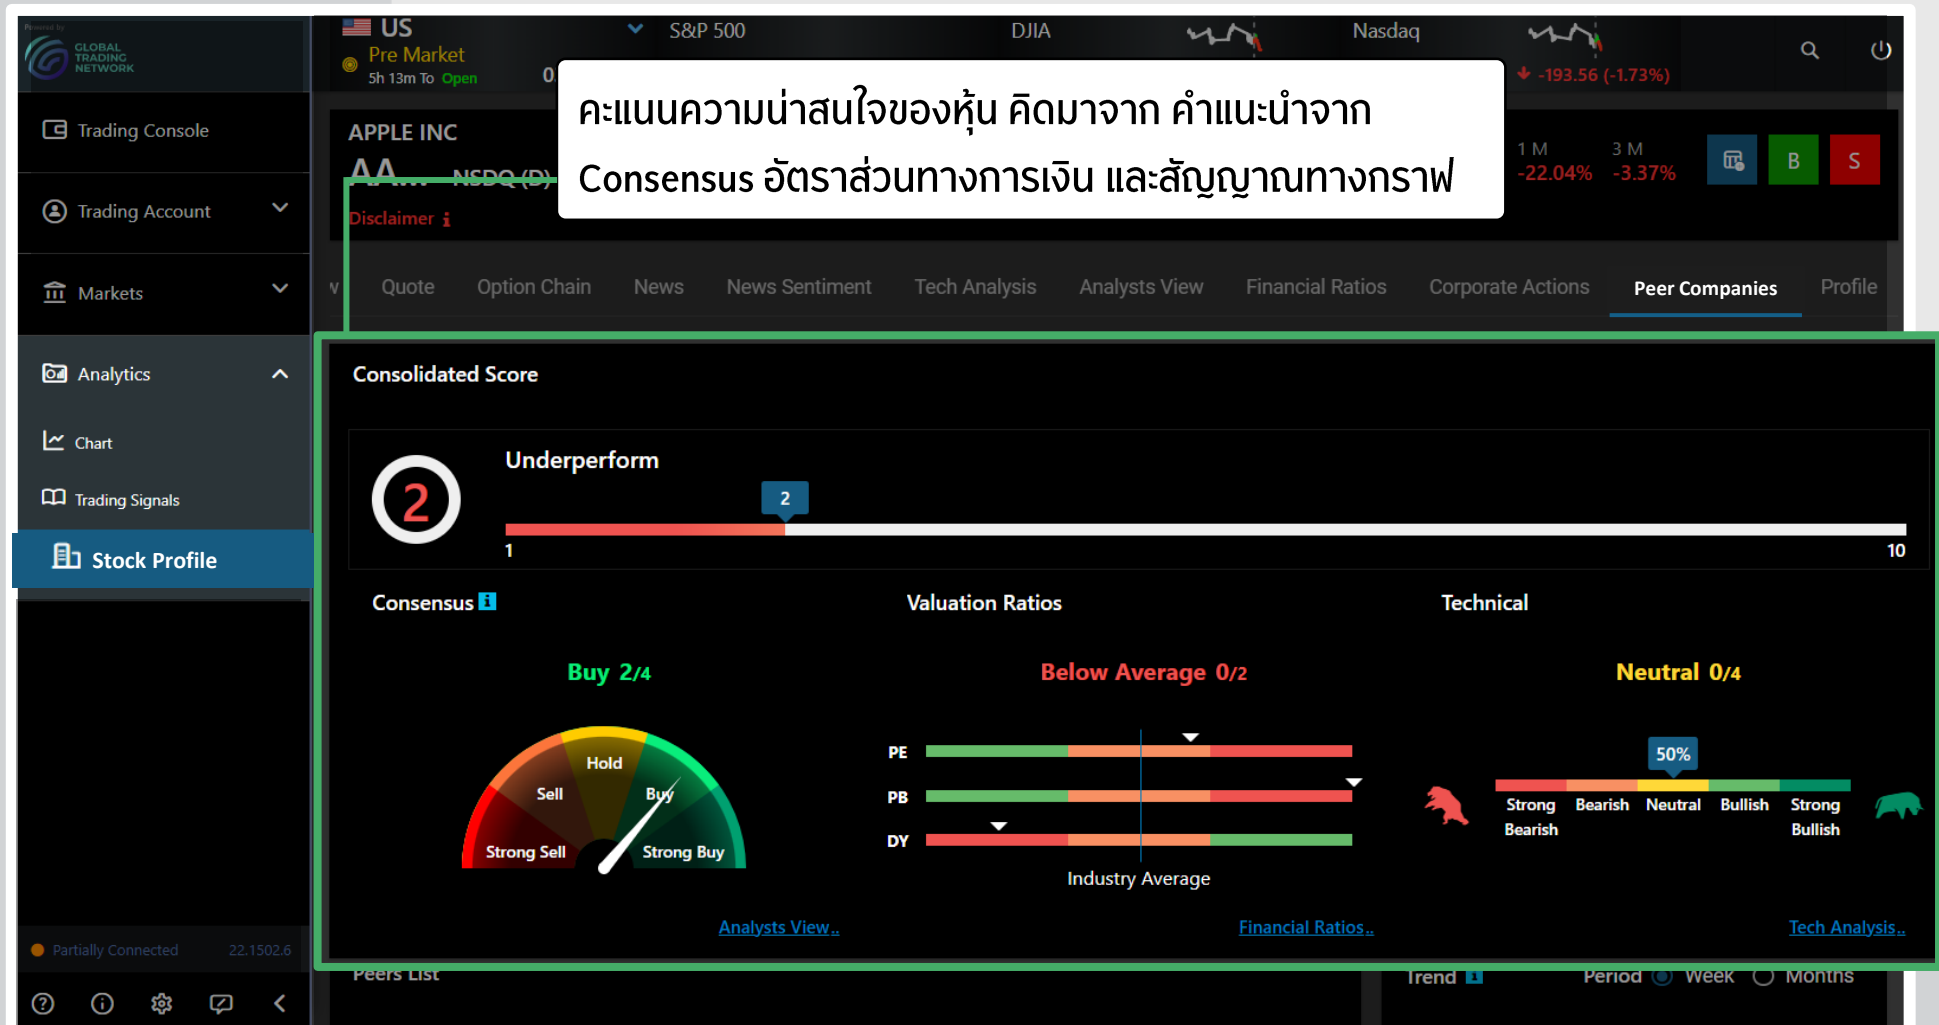 Powered by
GLOBAL
TRADING
NETWORK
US
Pre Market
5h 13m To Open
S&P 500
DJIA
Nasdaq
-193.56 (-1.73%)
คะแนนความน่าสนใจของหุ้น คิดมาจาก คำแนะนำจาก
Consensus อัตราส่วนทางการเงิน และสัญญาณทางกราฟ
Trading Console
Trading Account
Markets
Analytics
Chart
Trading Signals
Stock Profile
Partially Connected 22.1502.6
APPLE INC
AA... NSDQ (D)
Disclaimer i
1 M 3 M
-22.04% -3.37%
B S
Quote Option Chain News News Sentiment Tech Analysis Analysts View Financial Ratios Corporate Actions Peer Companies Profile
Consolidated Score
Underperform
2
2
1 10
Consensus i Valuation Ratios Technical
Buy 2/4 Below Average 0/2 Neutral 0/4
Hold
Sell Buy
Strong Sell Strong Buy
PE
PB
DY
Industry Average
50%
Strong Bearish Bearish Neutral Bullish Strong Bullish
Analysts View.. Financial Ratios.. Tech Analysis..
Peers List Trend i Period Week Months